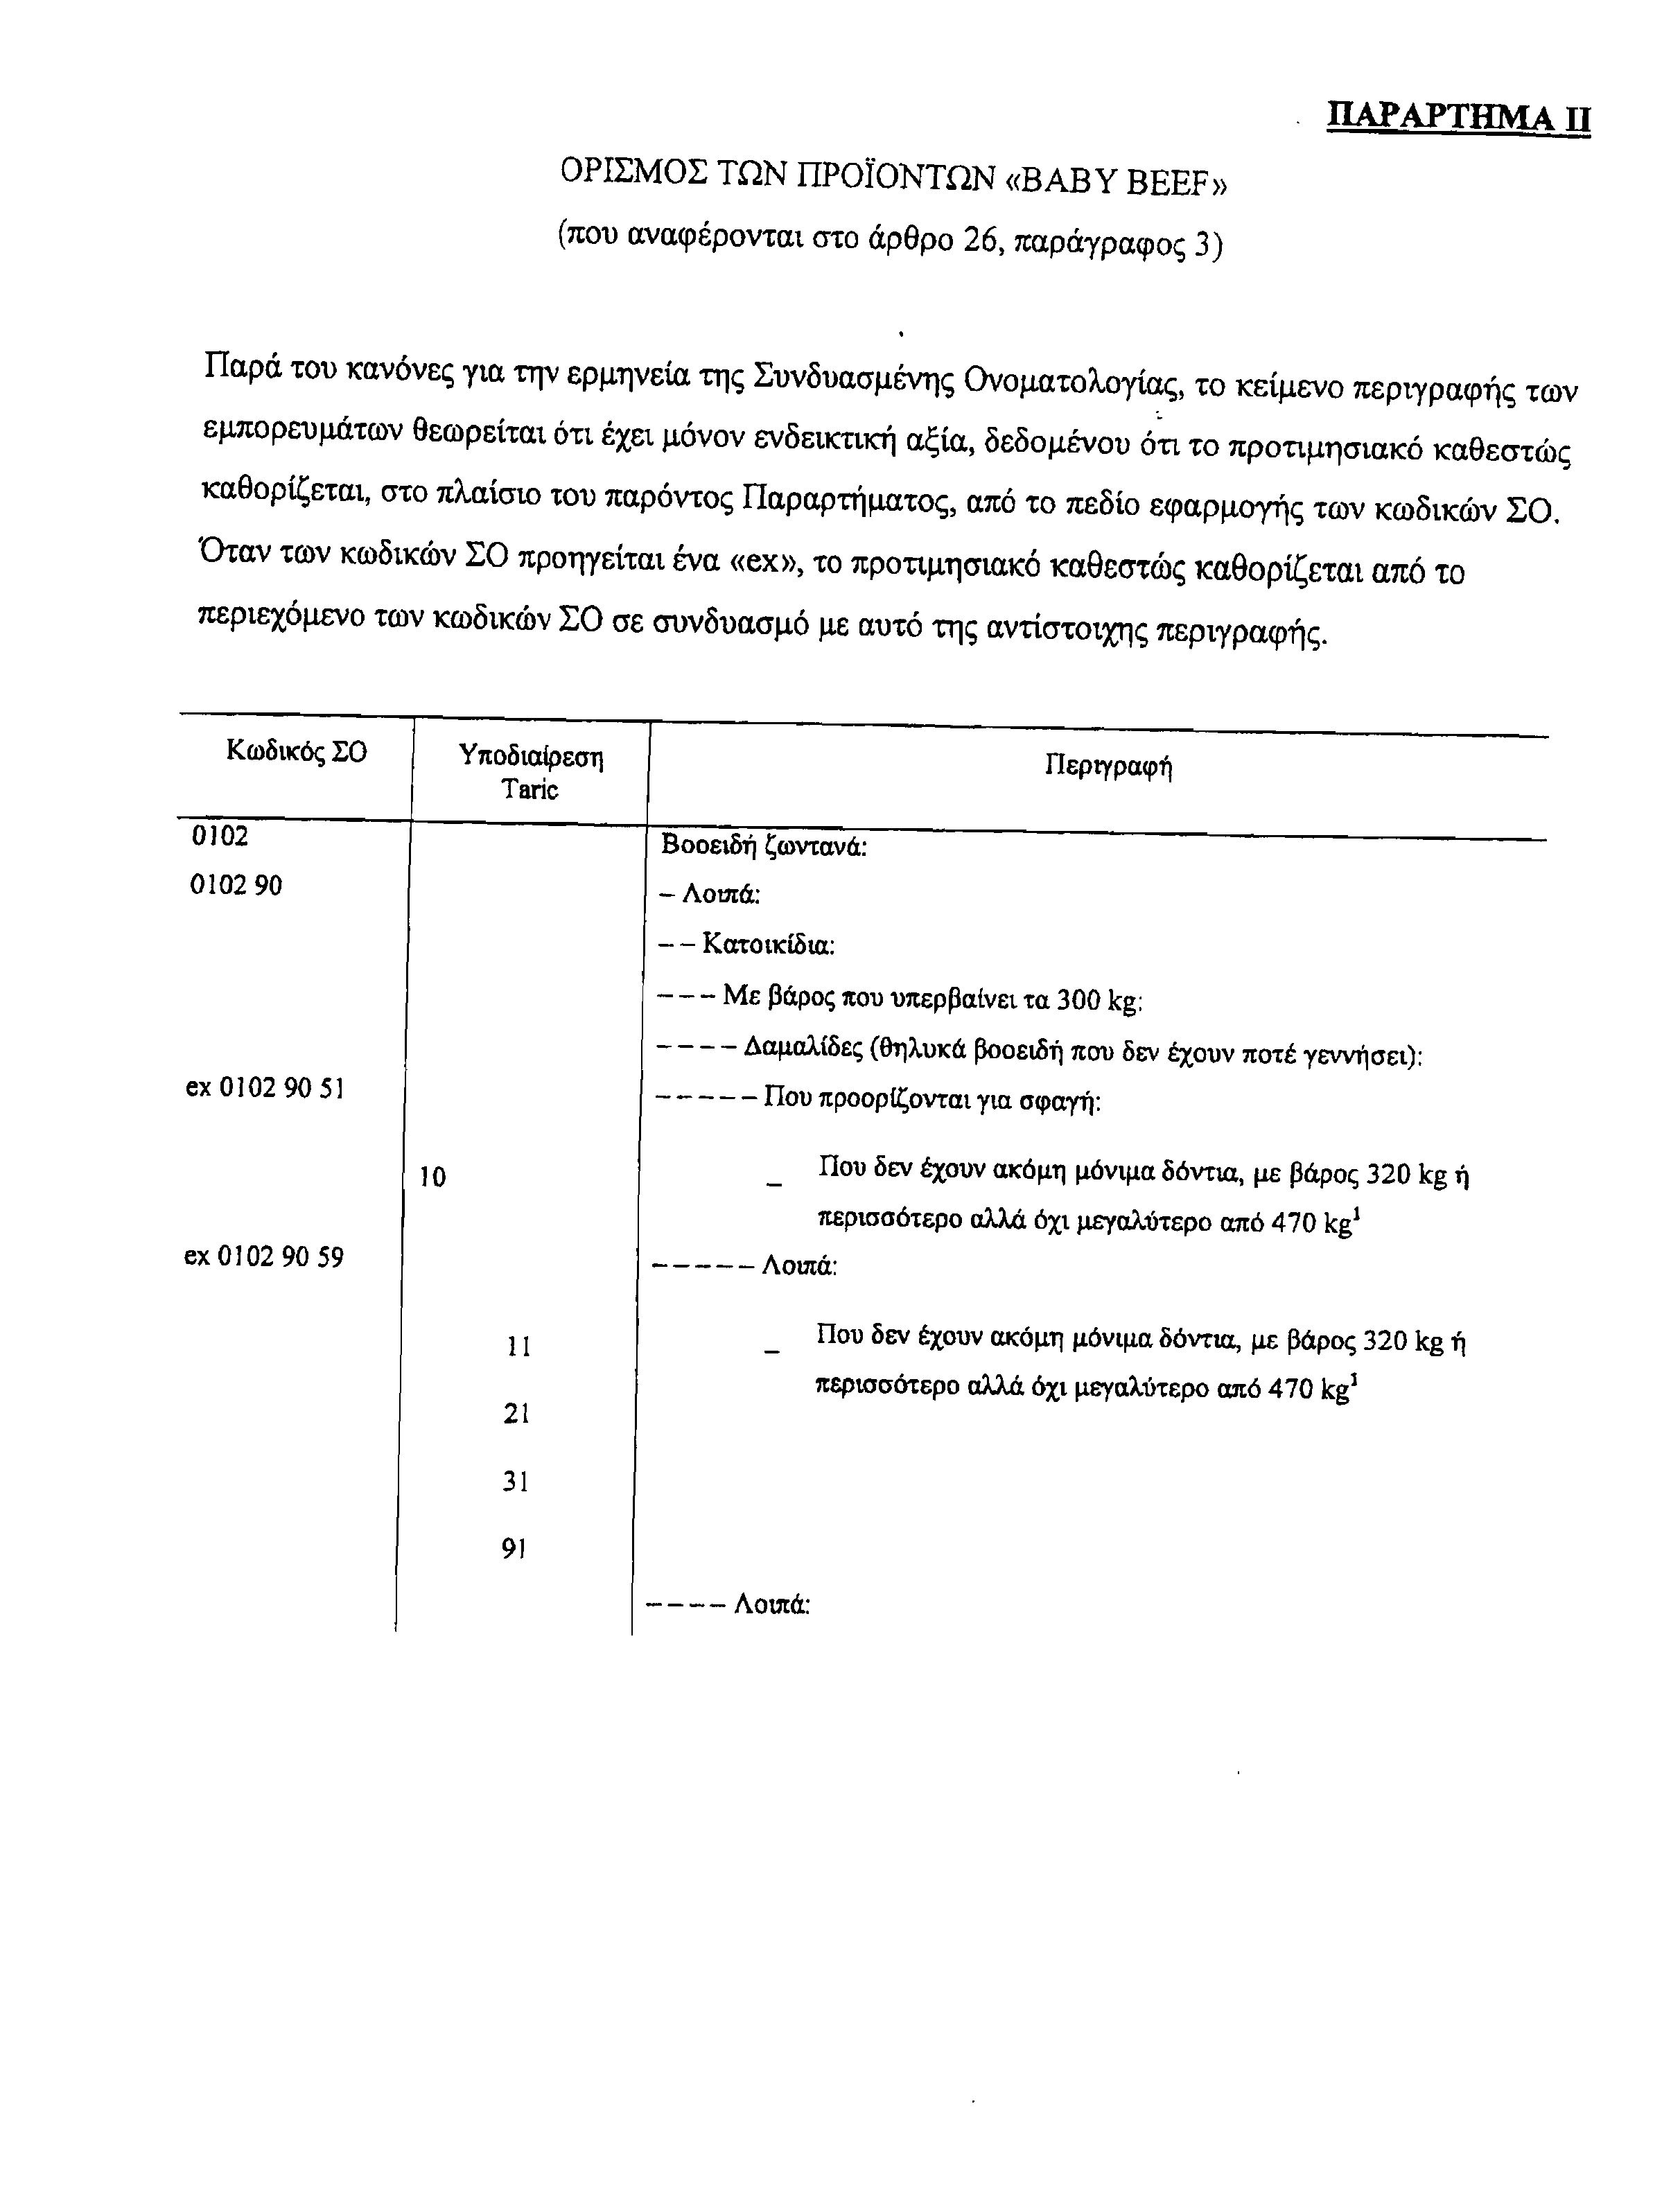 ΠΑΡΑΡΤΗΜΑ ΙΙ
ΟΡΙΣΜΟΣ ΤΩΝ ΠΡΟΪΟΝΤΩΝ «BABY BEEF»
(που αναφέρονται στο άρθρο 26, παράγραφος 3)
Παρά του κανόνες για την ερμηνεία της Συνδυασμένης Ονοματολογίας, το κείμενο περιγραφής των
εμπορευμάτων θεωρείται ότι έχει μόνον ενδεικτική αξία, δεδομένου ότι το προτιμησιακό καθεστώς
καθορίζεται, στο πλαίσιο του παρόντος Παραρτήματος, από το πεδίο εφαρμογής των κωδικών ΣΟ.
Όταν των κωδικών ΣΟ προηγείται ένα «ex», το προτιμησιακό καθεστώς καθορίζεται από το
περιεχόμενο των κωδικών ΣΟ σε συνδυασμό με αυτό της αντίστοιχης περιγραφής.
Κωδικός ΣΟ Υποδιαίρεση Περιγραφή
Taric
0102 Βοοειδή ζωντανά:
0102 90 – Λοιπά:
– – Κατοικίδια:
– – – Με βάρος που υπερβαίνει τα 300 kg:
– – – – Δαμαλίδες (θηλυκά βοοειδή που δεν έχουν ποτέ γεννήσει):
ex 0102 90 51 – – – – – Που προορίζονται για σφαγή:
10 – Που δεν έχουν ακόμη μόνιμα δόντια, με βάρος 320 kg ή
περισσότερο αλλά όχι μεγαλύτερο από 470 kg¹
ex 0102 90 59 – – – – – Λοιπά:
11 – Που δεν έχουν ακόμη μόνιμα δόντια, με βάρος 320 kg ή
περισσότερο αλλά όχι μεγαλύτερο από 470 kg¹
21
31
91
– – – – Λοιπά: